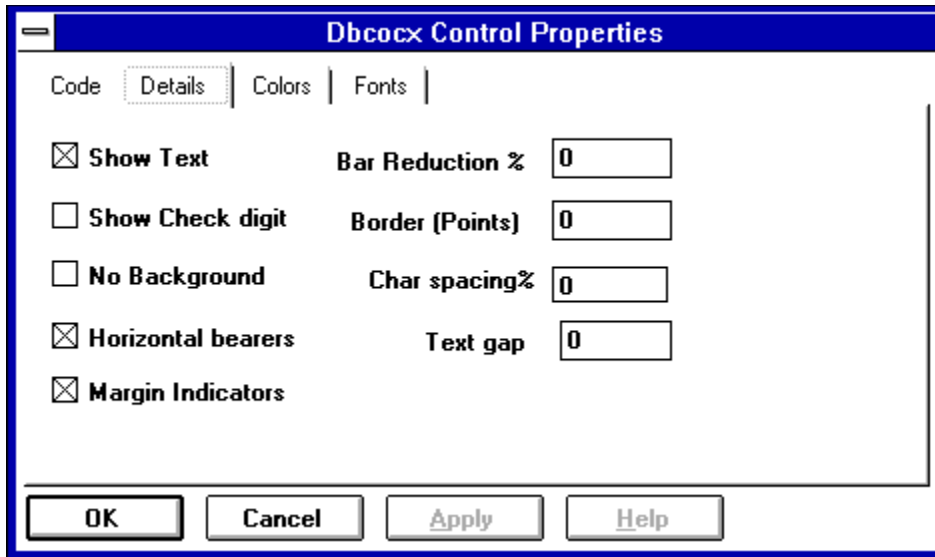 Dbcocx Control Properties
Code Details Colors Fonts
Show Text Bar Reduction % 0
Show Check digit Border (Points) 0
No Background Char spacing% 0
Horizontal bearers Text gap 0
Margin Indicators
OK Cancel Apply Help